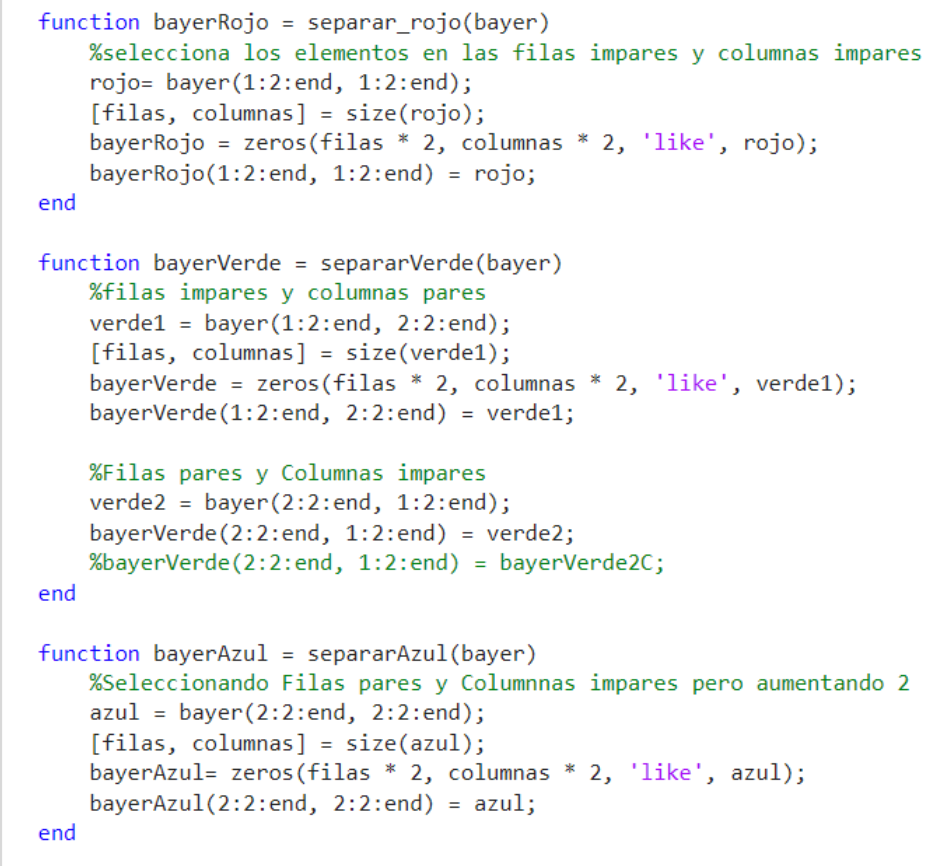 function bayerRojo = separar_rojo(bayer)
%selecciona los elementos en las filas impares y columnas impares
rojo= bayer(1:2:end, 1:2:end);
[filas, columnas] = size(rojo);
bayerRojo = zeros(filas * 2, columnas * 2, 'like', rojo);
bayerRojo(1:2:end, 1:2:end) = rojo;
end
function bayerVerde = separarVerde(bayer)
%filas impares y columnas pares
verde1 = bayer(1:2:end, 2:2:end);
[filas, columnas] = size(verde1);
bayerVerde = zeros(filas * 2, columnas * 2, 'like', verde1);
bayerVerde(1:2:end, 2:2:end) = verde1;
%Filas pares y Columnas impares
verde2 = bayer(2:2:end, 1:2:end);
bayerVerde(2:2:end, 1:2:end) = verde2;
%bayerVerde(2:2:end, 1:2:end) = bayerVerde2C;
end
function bayerAzul = separarAzul(bayer)
%Seleccionando Filas pares y Columnnas impares pero aumentando 2
azul = bayer(2:2:end, 2:2:end);
[filas, columnas] = size(azul);
bayerAzul= zeros(filas * 2, columnas * 2, 'like', azul);
bayerAzul(2:2:end, 2:2:end) = azul;
end